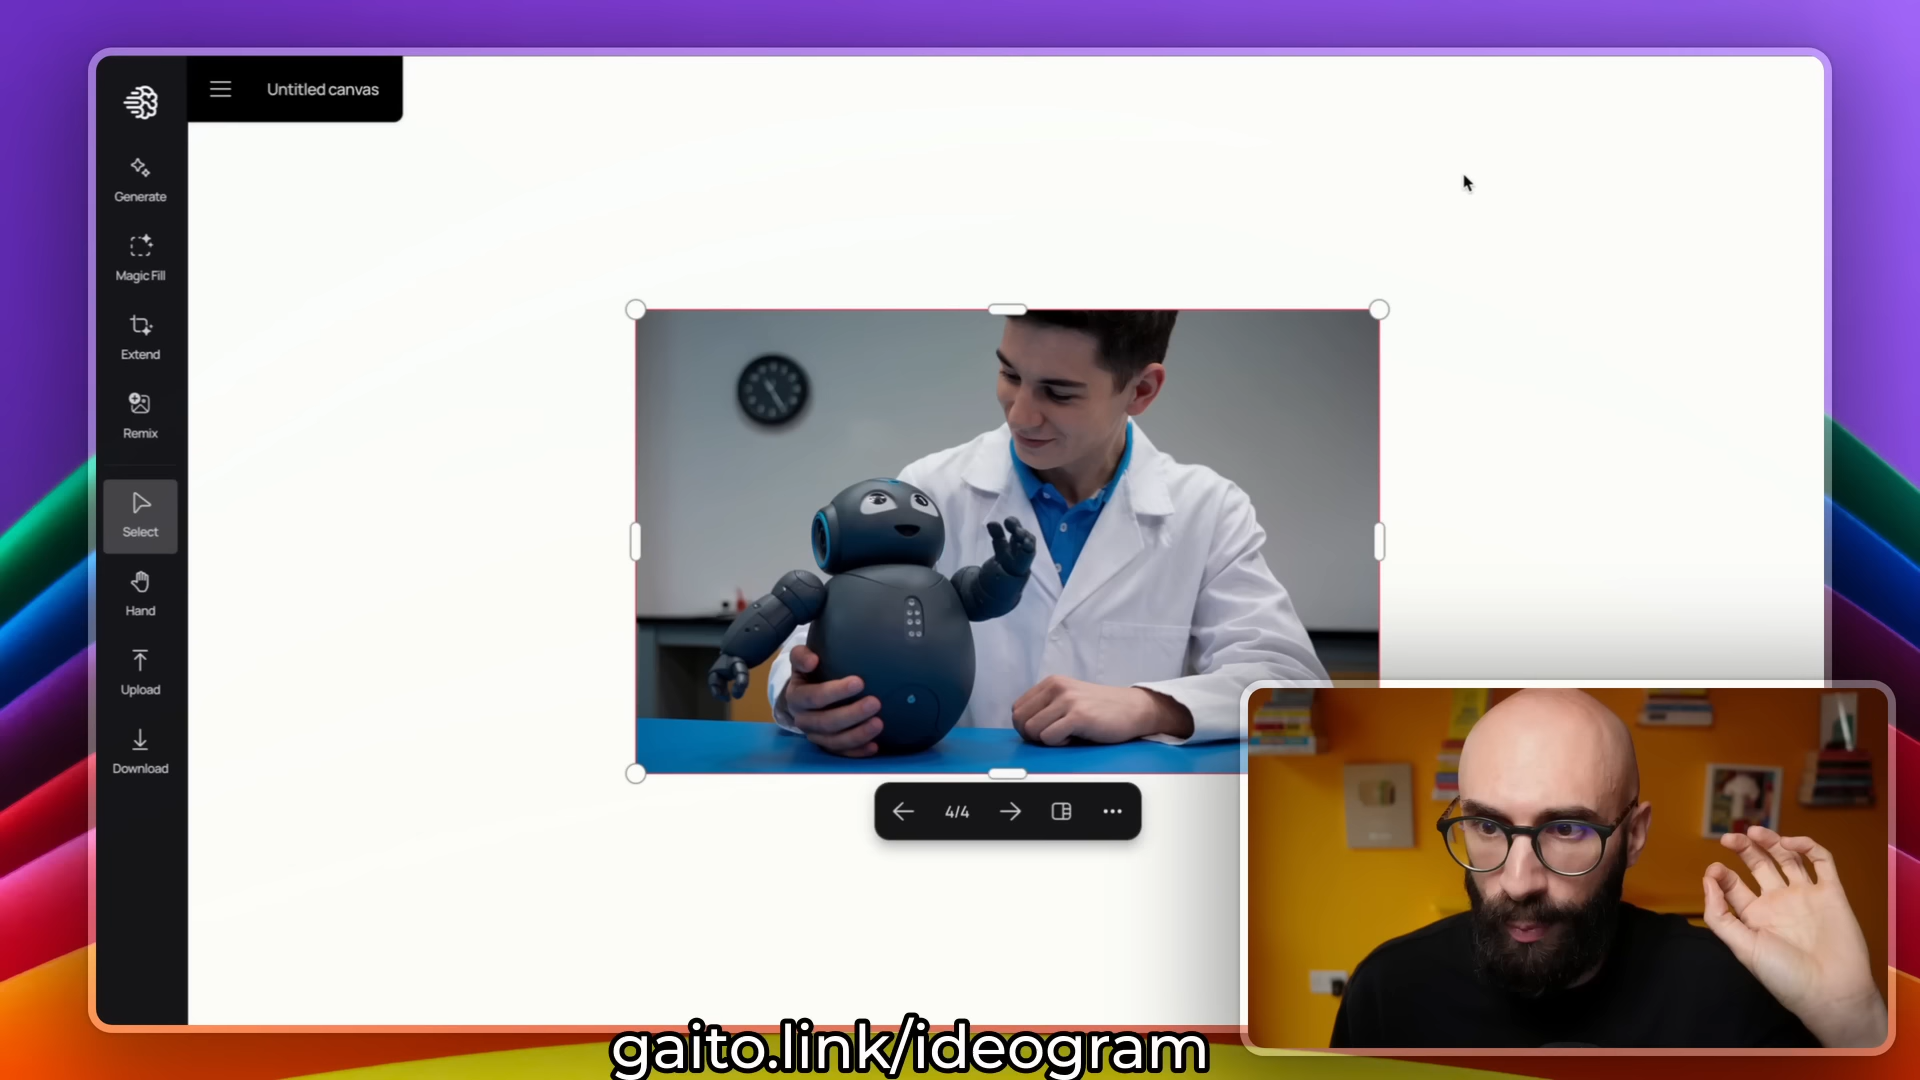 Untitled canvas
Generate
Magic Fill
Extend
Remix
Select
Hand
Upload
Download
4/4
gaito.link/ideogram